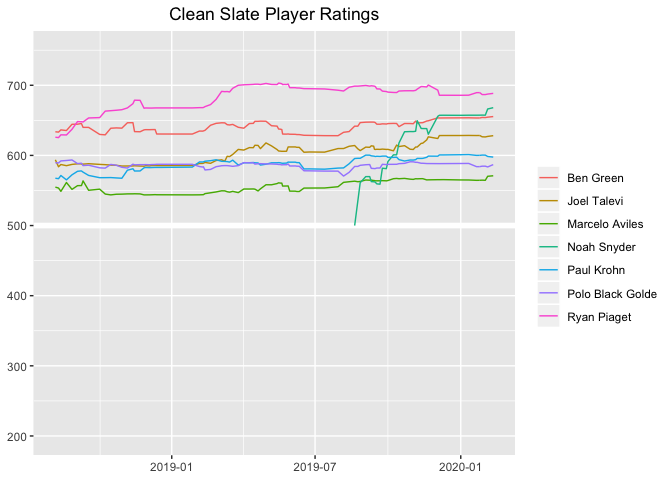 Clean Slate Player Ratings
700
600
500
400
300
200
2019-01
2019-07
2020-01
Ben Green
Joel Talevi
Marcelo Aviles
Noah Snyder
Paul Krohn
Polo Black Golde
Ryan Piaget